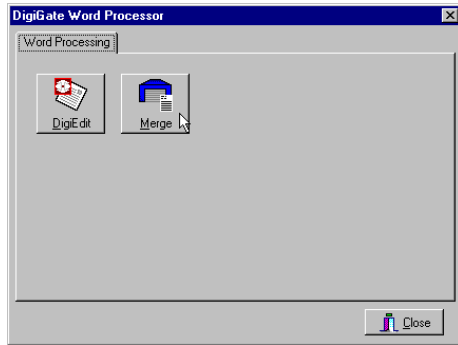 DigiGate Word Processor
Word Processing
DigiEdit Merge
Close